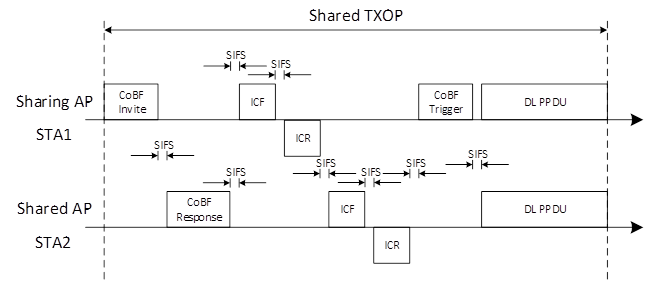 Shared TXOP
SIFS
SIFS
CoBF
Invite
ICF
CoBF
Trigger
DL PPDU
Sharing AP
STA1
ICR
SIFS
SIFS
SIFS
SIFS
SIFS
SIFS
CoBF
Response
ICF
DL PPDU
Shared AP
STA2
ICR